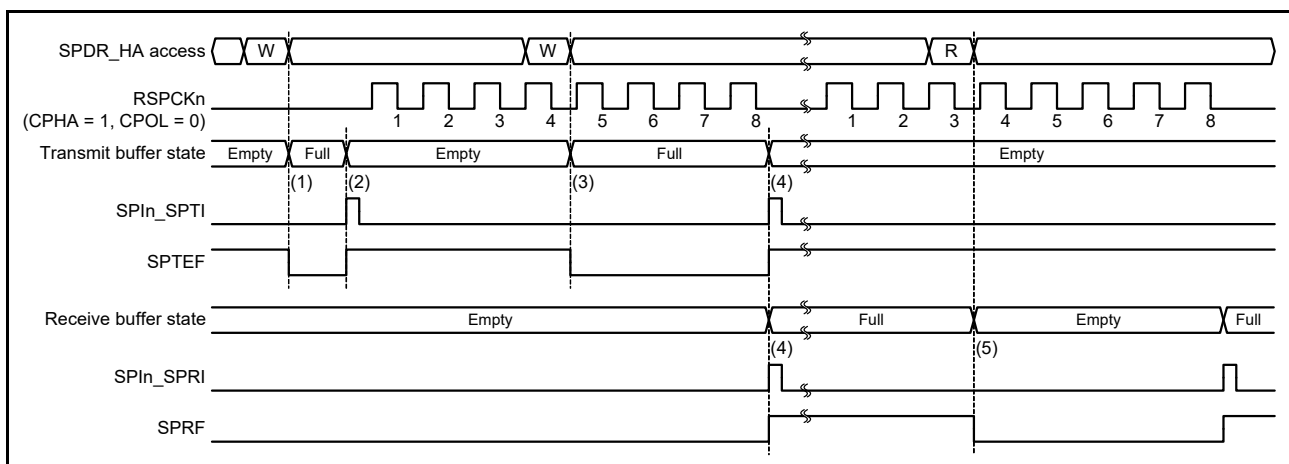 SPDR_HA access W W R
RSPCKn
(CPHA = 1, CPOL = 0) 1 2 3 4 5 6 7 8 1 2 3 4 5 6 7 8
Transmit buffer state Empty Full Empty Full Empty
(1) (2) (3) (4)
SPIn_SPTI
SPTEF
Receive buffer state Empty Full Empty Full
(4) (5)
SPIn_SPRI
SPRF